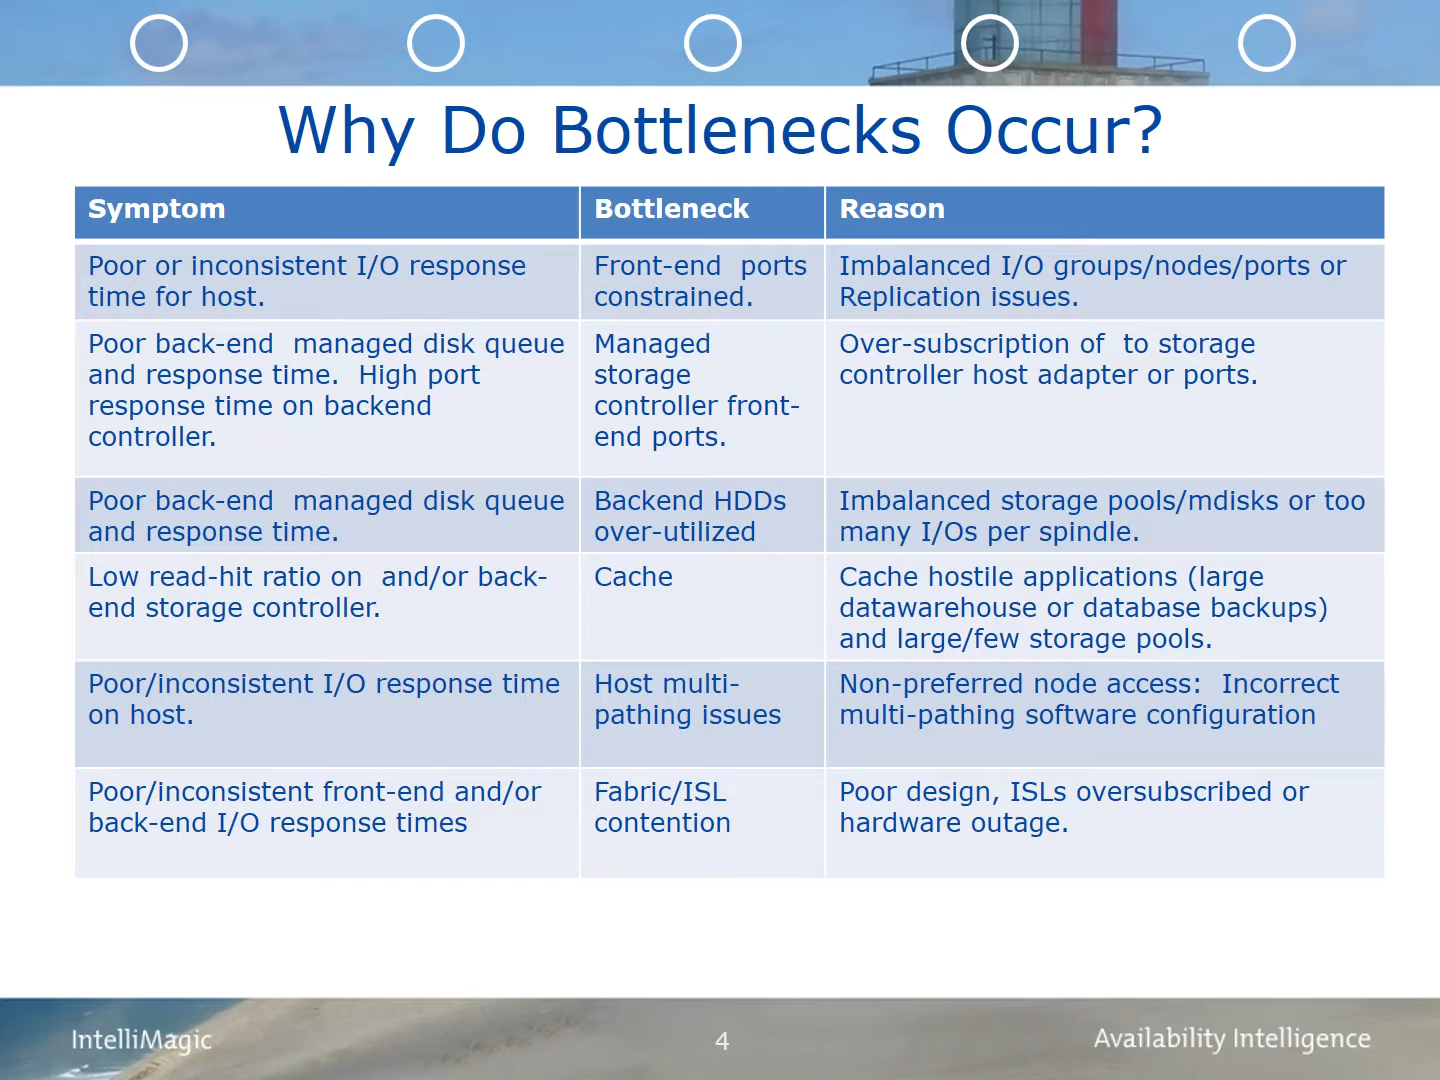 Why Do Bottlenecks Occur?
Symptom
Bottleneck
Reason
Poor or inconsistent I/O response
time for host.
Front-end  ports
constrained.
Imbalanced I/O groups/nodes/ports or
Replication issues.
Poor back-end  managed disk queue
and response time.  High port
response time on backend
controller.
Managed
storage
controller front-
end ports.
Over-subscription of  to storage
controller host adapter or ports.
Poor back-end  managed disk queue
and response time.
Backend HDDs
over-utilized
Imbalanced storage pools/mdisks or too
many I/Os per spindle.
Low read-hit ratio on  and/or back-
end storage controller.
Cache
Cache hostile applications (large
datawarehouse or database backups)
and large/few storage pools.
Poor/inconsistent I/O response time
on host.
Host multi-
pathing issues
Non-preferred node access:  Incorrect
multi-pathing software configuration
Poor/inconsistent front-end and/or
back-end I/O response times
Fabric/ISL
contention
Poor design, ISLs oversubscribed or
hardware outage.
IntelliMagic
4
Availability Intelligence